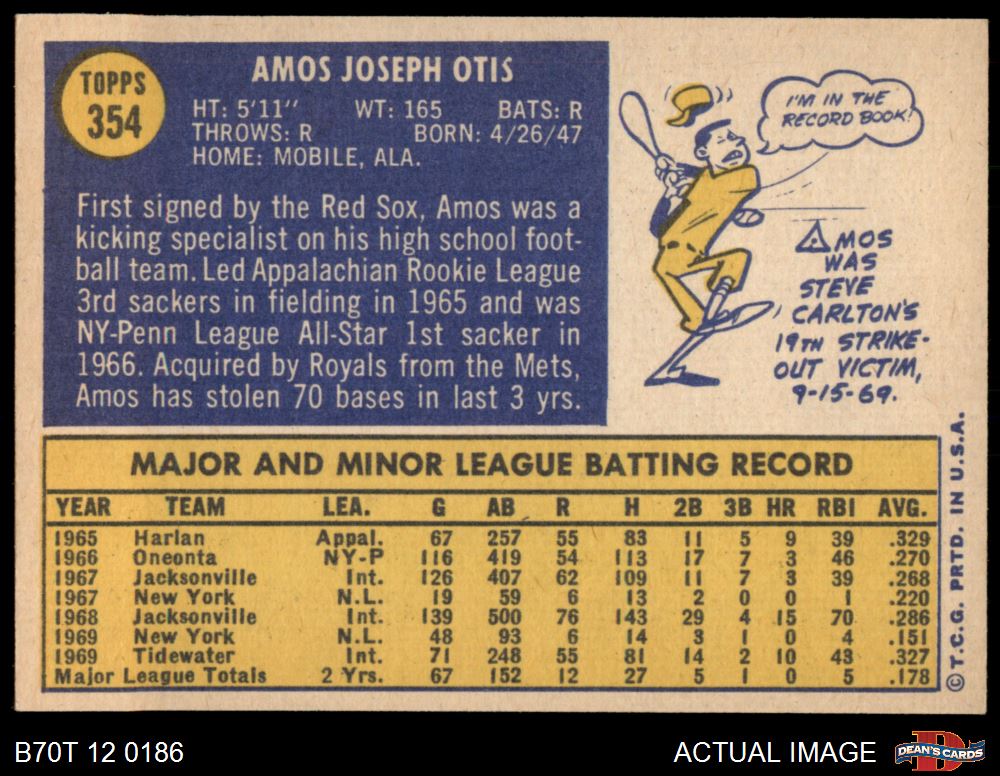 TOPPS
354
AMOS JOSEPH OTIS
HT: 5'11" WT: 165 BATS: R
THROWS: R BORN: 4/26/47
HOME: MOBILE, ALA.
First signed by the Red Sox, Amos was a
kicking specialist on his high school foot-
ball team. Led Appalachian Rookie League
3rd sackers in fielding in 1965 and was
NY-Penn League All-Star 1st sacker in
1966. Acquired by Royals from the Mets,
Amos has stolen 70 bases in last 3 yrs.
I'M IN THE
RECORD BOOK!
AMOS
WAS
STEVE
CARLTON'S
19TH STRIKE-
OUT VICTIM,
9-15-69.
MAJOR AND MINOR LEAGUE BATTING RECORD
YEAR TEAM LEA. G AB R H 2B 3B HR RBI AVG.
1965 Harlan Appal. 67 257 55 83 11 5 9 39 .329
1966 Oneonta NY-P 116 419 54 113 17 7 3 46 .270
1967 Jacksonville Int. 126 407 62 109 11 7 3 39 .268
1967 New York N.L. 19 59 6 13 2 0 0 1 .220
1968 Jacksonville Int. 139 500 76 143 29 4 15 70 .286
1969 New York N.L. 48 93 6 14 3 1 0 4 .151
1969 Tidewater Int. 71 248 55 81 14 2 10 43 .327
Major League Totals 2 Yrs. 67 152 12 27 5 1 0 5 .178
©T.C.G. PRTD. IN U.S.A.
B70T 12 0186
ACTUAL IMAGE
DEAN'S CARDS